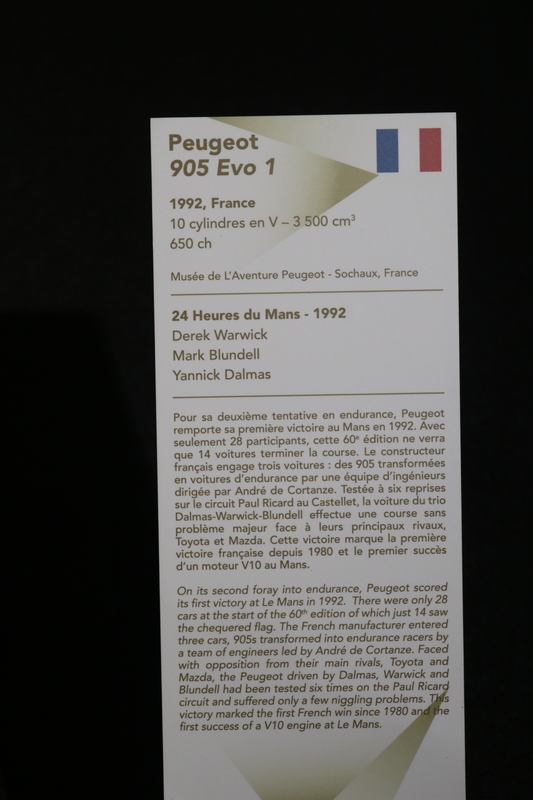 Peugeot
905 Evo 1
1992, France
10 cylindres en V – 3 500 cm³
650 ch
Musée de L'Aventure Peugeot - Sochaux, France
24 Heures du Mans - 1992
Derek Warwick
Mark Blundell
Yannick Dalmas
Pour sa deuxième tentative en endurance, Peugeot
remporte sa première victoire au Mans en 1992. Avec
seulement 28 participants, cette 60e édition ne verra
que 14 voitures terminer la course. Le constructeur
français engage trois voitures : des 905 transformées
en voitures d'endurance par une équipe d'ingénieurs
dirigée par André de Cortanze. Testée à six reprises
sur le circuit Paul Ricard au Castellet, la voiture du trio
Dalmas-Warwick-Blundell effectue une course sans
problème majeur face à leurs principaux rivaux,
Toyota et Mazda. Cette victoire marque la première
victoire française depuis 1980 et le premier succès
d'un moteur V10 au Mans.
On its second foray into endurance, Peugeot scored
its first victory at Le Mans in 1992. There were only 28
cars at the start of the 60th edition of which just 14 saw
the chequered flag. The French manufacturer entered
three cars, 905s transformed into endurance racers by
a team of engineers led by André de Cortanze. Faced
with opposition from their main rivals, Toyota and
Mazda, the Peugeot driven by Dalmas, Warwick and
Blundell had been tested six times on the Paul Ricard
circuit and suffered only a few niggling problems. This
victory marked the first French win since 1980 and the
first success of a V10 engine at Le Mans.